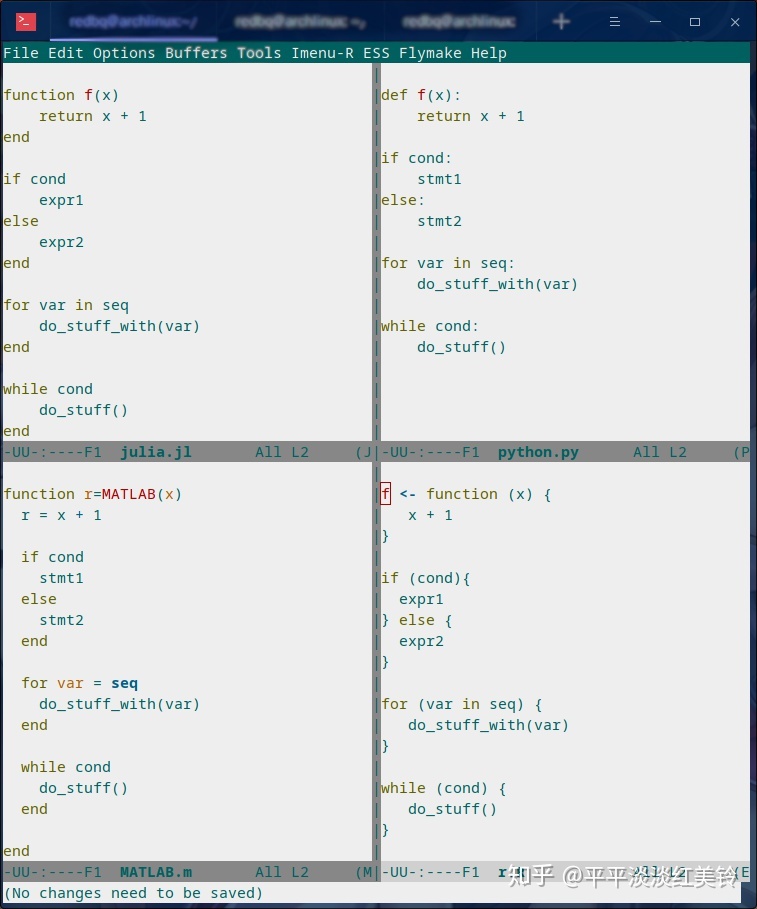 redbq@archlinux:~/
redbq@archlinux: ~,
redbq@archlinux:
File Edit Options Buffers Tools Imenu-R ESS Flymake Help
function f(x)
    return x + 1
end
if cond
    expr1
else
    expr2
end
for var in seq
    do_stuff_with(var)
end
while cond
    do_stuff()
end
-UU-:----F1  julia.jl       All L2     (J
def f(x):
    return x + 1
if cond:
    stmt1
else:
    stmt2
for var in seq:
    do_stuff_with(var)
while cond:
    do_stuff()
-UU-:----F1  python.py      All L2     (P
function r=MATLAB(x)
  r = x + 1
  if cond
    stmt1
  else
    stmt2
  end
  for var = seq
    do_stuff_with(var)
  end
  while cond
    do_stuff()
  end
end
-UU-:----F1  MATLAB.m       All L2     (M
f <- function (x) {
   x + 1
}
if (cond){
  expr1
} else {
  expr2
}
for (var in seq) {
   do_stuff_with(var)
}
while (cond) {
   do_stuff()
}
-UU-:----F1  All L2     (E
知乎 @平平淡淡红美铃
(No changes need to be saved)